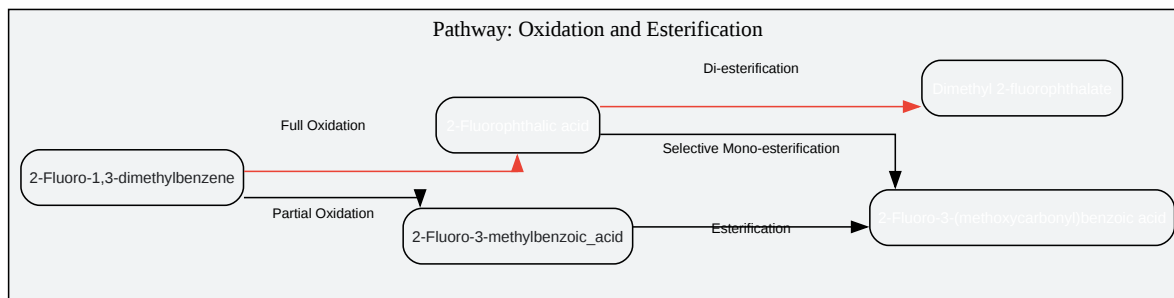 Pathway: Oxidation and Esterification
Di-esterification
Dimethyl 2-fluorophthalate
Full Oxidation
2-Fluorophthalic acid
Selective Mono-esterification
2-Fluoro-1,3-dimethylbenzene
Partial Oxidation
2-Fluoro-3-methylbenzoic_acid
Esterification
2-Fluoro-3-(methoxycarbonyl)benzoic acid